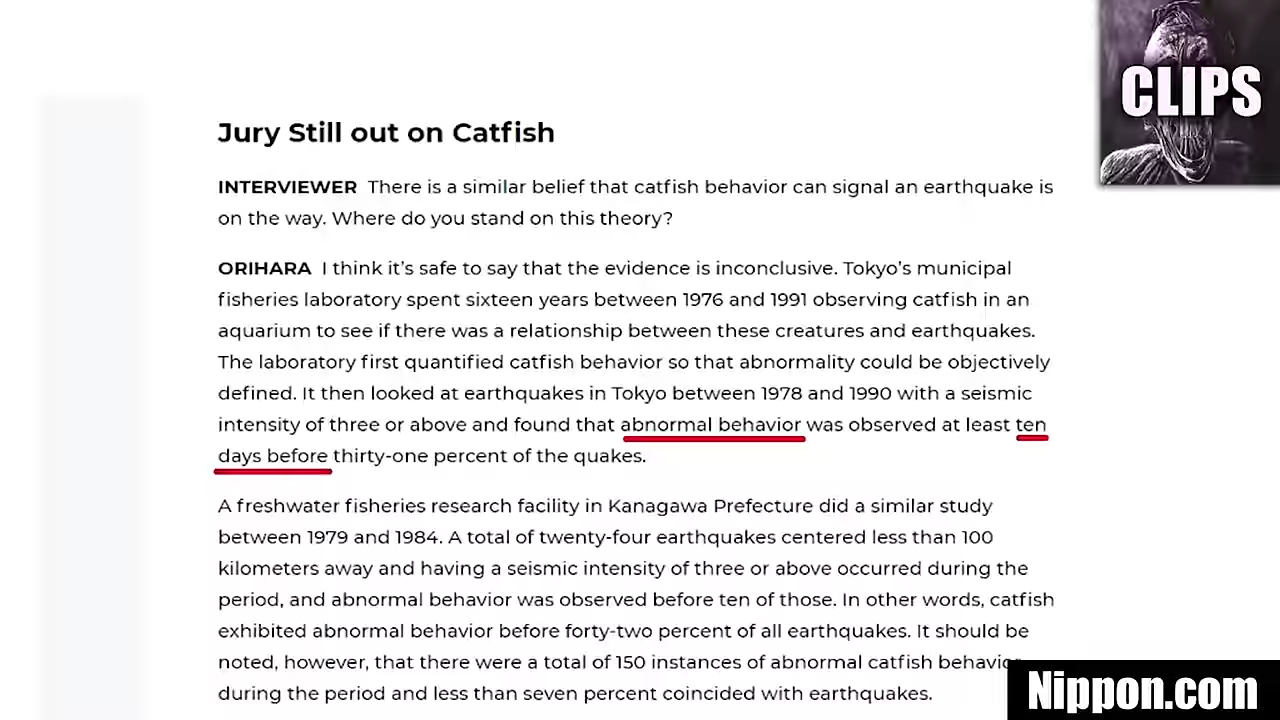 CLIPS
Jury Still out on Catfish
INTERVIEWER There is a similar belief that catfish behavior can signal an earthquake is
on the way. Where do you stand on this theory?
ORIHARA I think it's safe to say that the evidence is inconclusive. Tokyo's municipal
fisheries laboratory spent sixteen years between 1976 and 1991 observing catfish in an
aquarium to see if there was a relationship between these creatures and earthquakes.
The laboratory first quantified catfish behavior so that abnormality could be objectively
defined. It then looked at earthquakes in Tokyo between 1978 and 1990 with a seismic
intensity of three or above and found that abnormal behavior was observed at least ten
days before thirty-one percent of the quakes.
A freshwater fisheries research facility in Kanagawa Prefecture did a similar study
between 1979 and 1984. A total of twenty-four earthquakes centered less than 100
kilometers away and having a seismic intensity of three or above occurred during the
period, and abnormal behavior was observed before ten of those. In other words, catfish
exhibited abnormal behavior before forty-two percent of all earthquakes. It should be
noted, however, that there were a total of 150 instances of abnormal catfish behavior
during the period and less than seven percent coincided with earthquakes.
Nippon.com